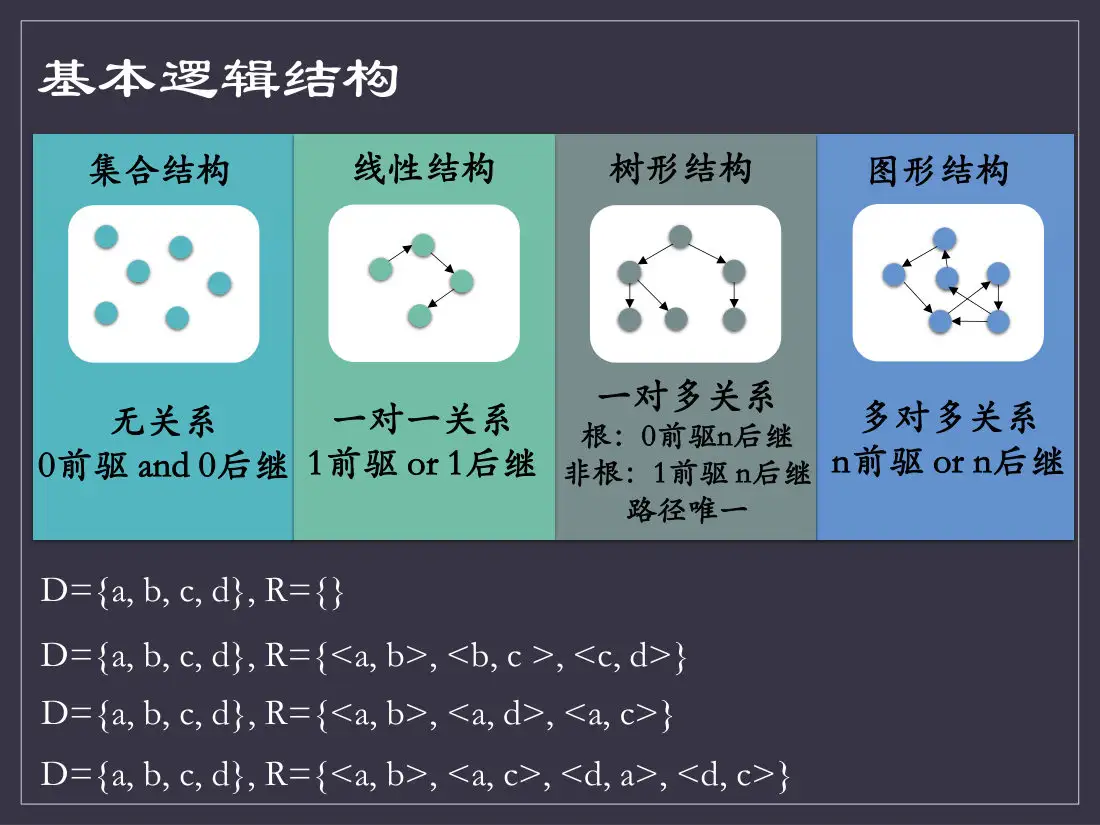 基本逻辑结构
集合结构
无关系
0前驱 and 0后继
线性结构
一对一关系
1前驱 or 1后继
树形结构
一对多关系
根：0前驱n后继
非根：1前驱 n后继
路径唯一
图形结构
多对多关系
n前驱 or n后继
D={a, b, c, d}, R={}
D={a, b, c, d}, R={<a, b>, <b, c >, <c, d>}
D={a, b, c, d}, R={<a, b>, <a, d>, <a, c>}
D={a, b, c, d}, R={<a, b>, <a, c>, <d, a>, <d, c>}